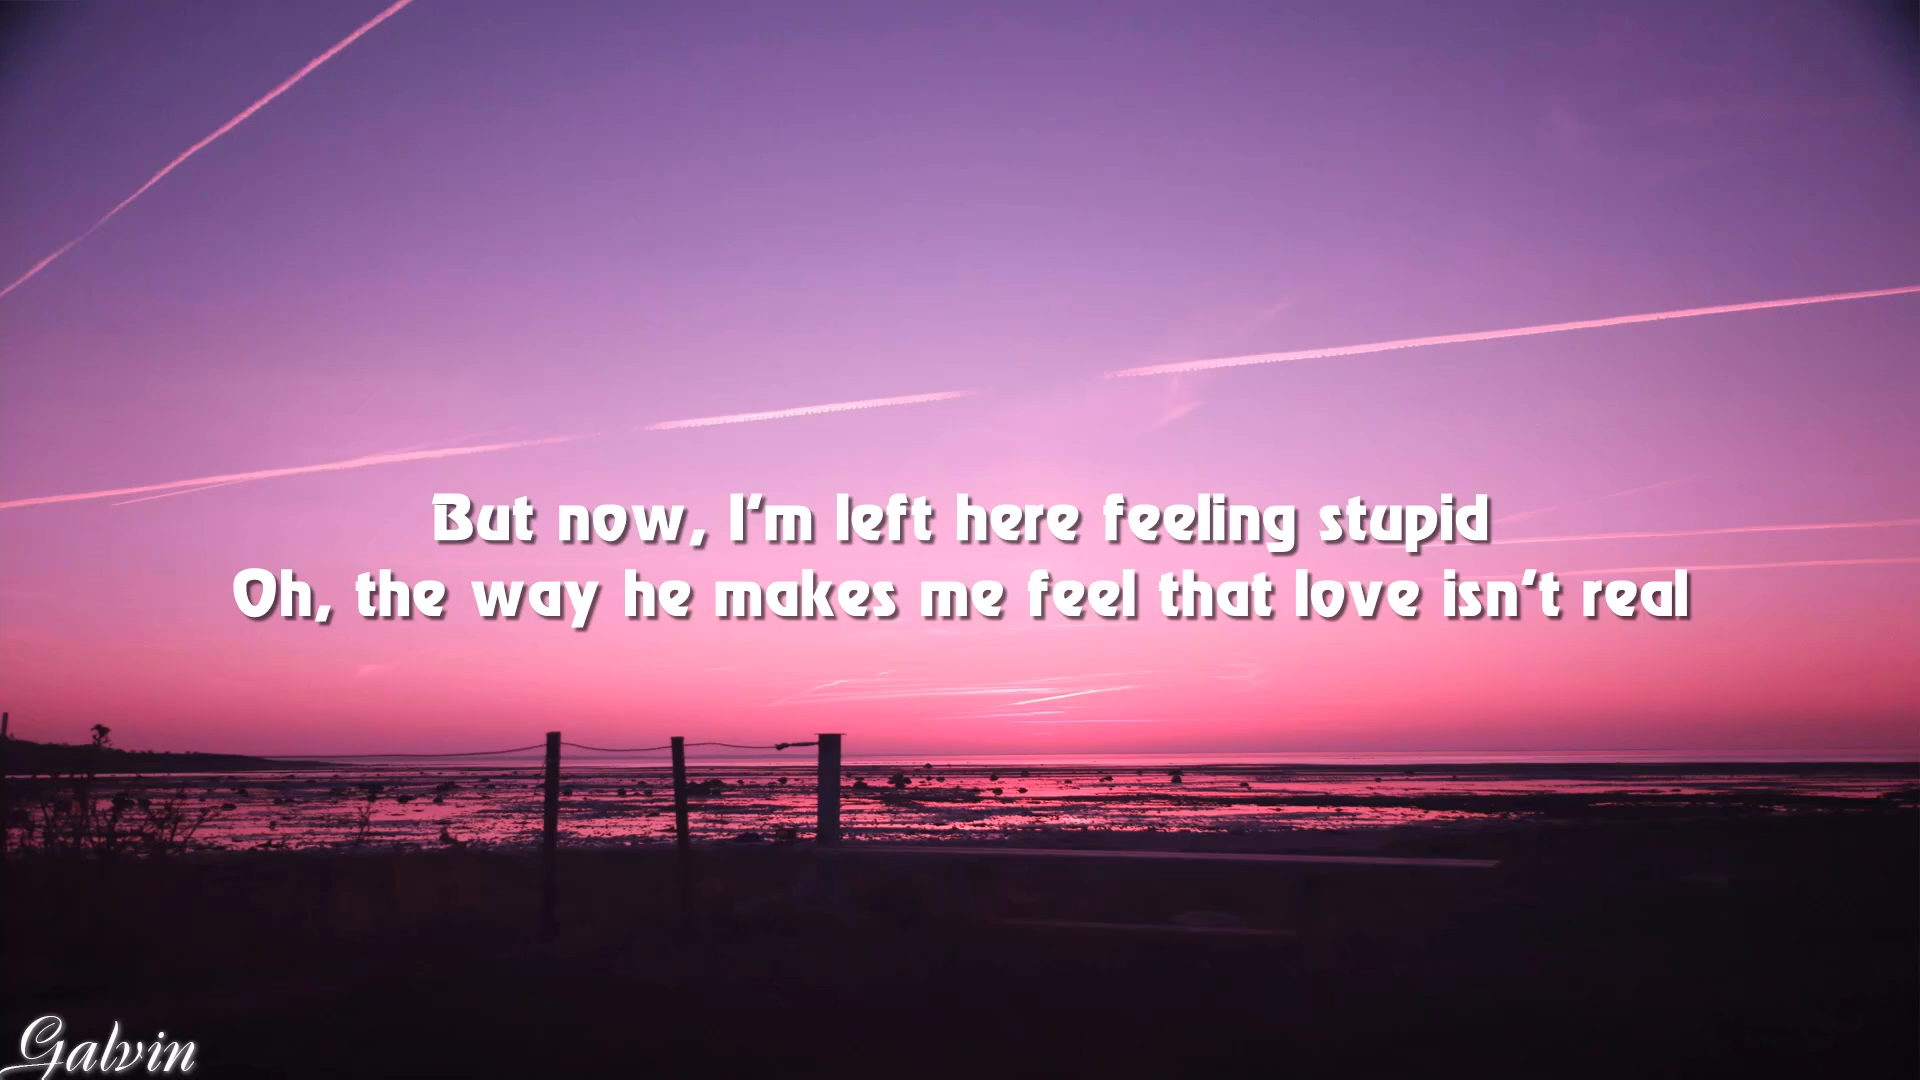 But now, I'm left here feeling stupid
Oh, the way he makes me feel that love isn't real
Galvin